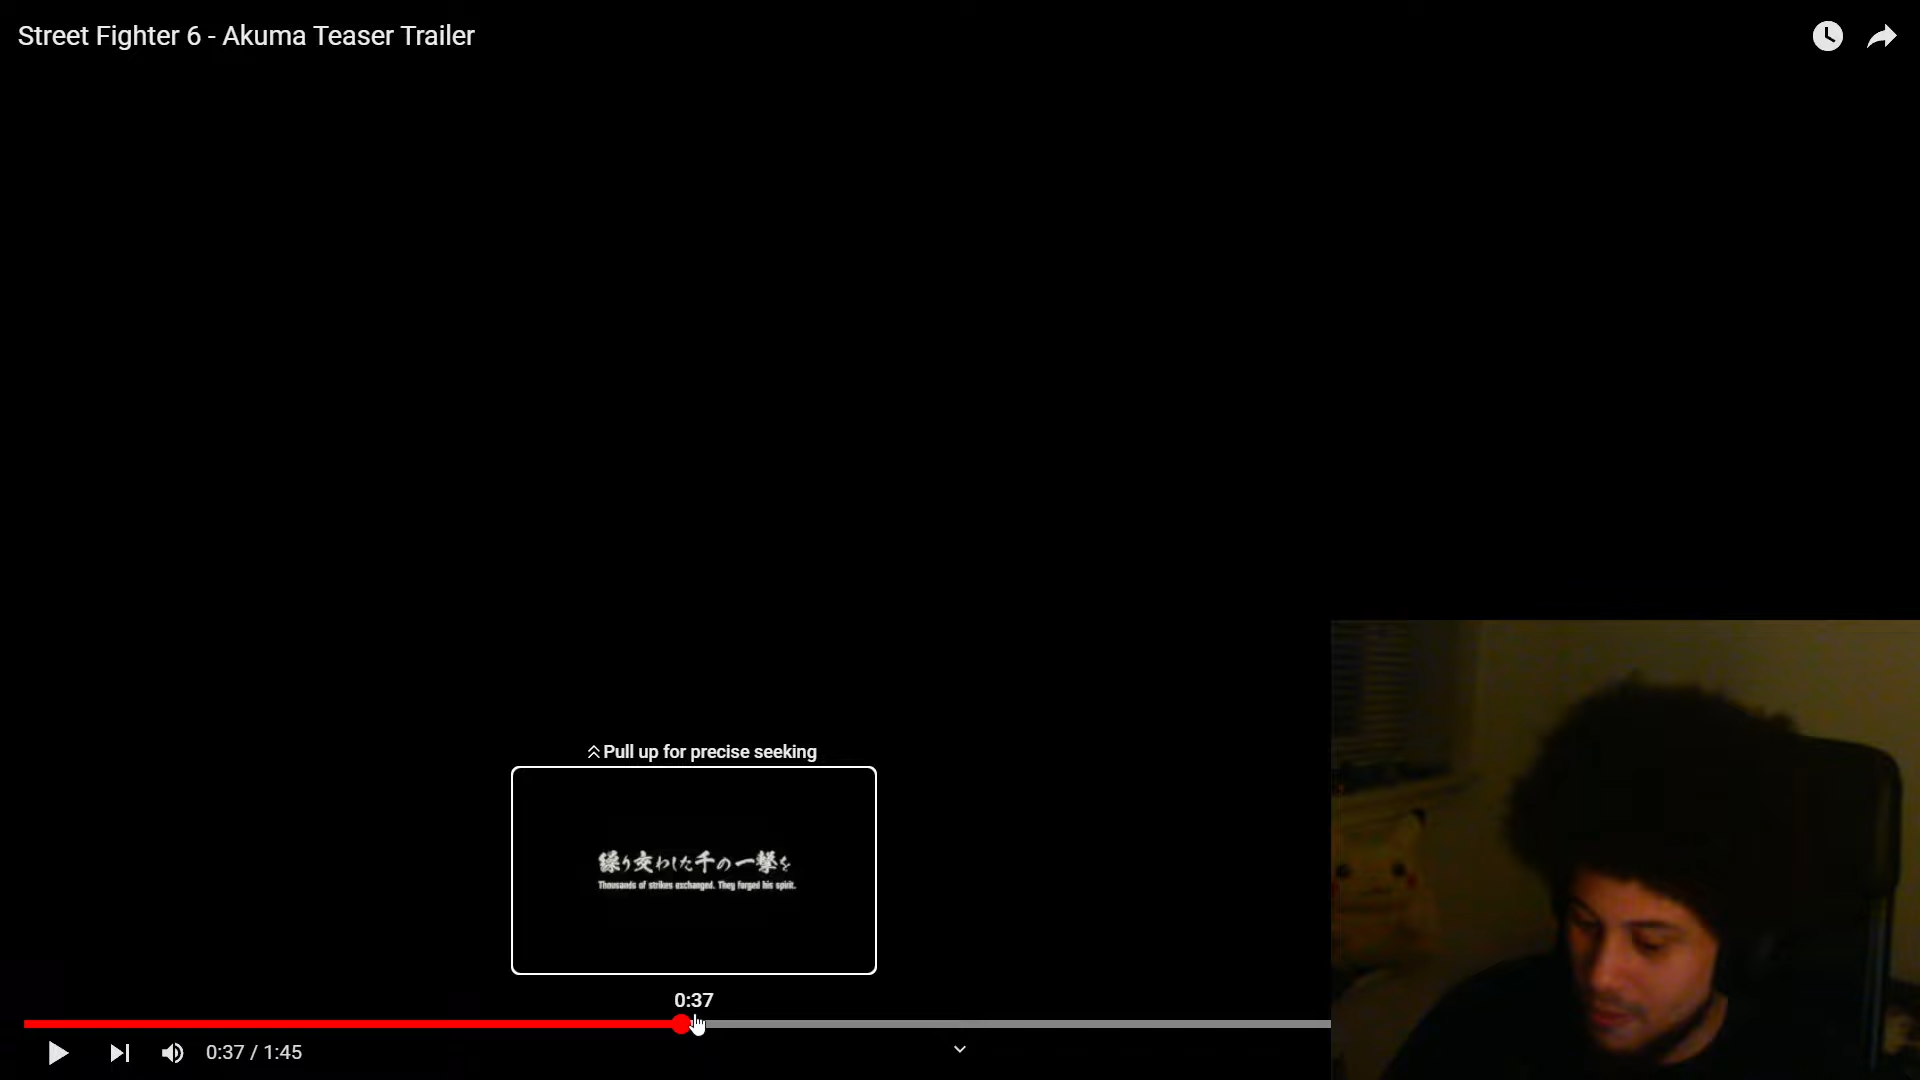 Street Fighter 6 - Akuma Teaser Trailer
Pull up for precise seeking
繰り交わした千の一撃を
Thousands of strikes exchanged. They forged his spirit.
0:37
0:37 / 1:45